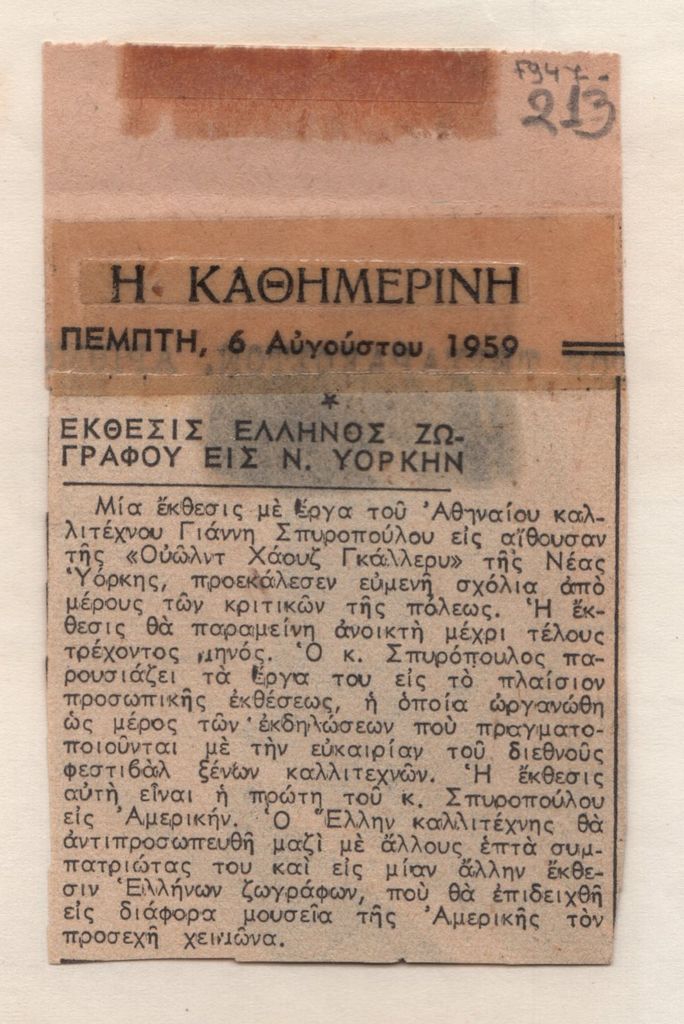 1947.
213
Η ΚΑΘΗΜΕΡΙΝΗ
ΠΕΜΠΤΗ, 6 Αὐγούστου 1959
ΕΚΘΕΣΙΣ ΕΛΛΗΝΟΣ ΖΩ-
ΓΡΑΦΟΥ ΕΙΣ Ν. ΥΟΡΚΗΝ
Μία ἔκθεσις μὲ ἔργα τοῦ Ἀθηναίου καλ-
λιτέχνου Γιάννη Σπυροπούλου εἰς αἴθουσαν
τῆς «Οὐώλντ Χάουζ Γκάλλερυ» τῆς Νέας
Ὑόρκης, προεκάλεσεν εὐμενῆ σχόλια ἀπὸ
μέρους τῶν κριτικῶν τῆς πόλεως. Ἡ ἔκ-
θεσις θὰ παραμείνη ἀνοικτὴ μέχρι τέλους
τρέχοντος μηνός. Ὁ κ. Σπυρόπουλος πα-
ρουσιάζει τὰ ἔργα του εἰς τὸ πλαίσιον
προσωπικῆς ἐκθέσεως, ἡ ὁποία ὠργανώθη
ὡς μέρος τῶν ἐκδηλώσεων ποὺ πραγματο-
ποιοῦνται μὲ τὴν εὐκαιρίαν τοῦ διεθνοῦς
φεστιβὰλ ξένων καλλιτεχνῶν. Ἡ ἔκθεσις
αὐτὴ εἶναι ἡ πρώτη τοῦ κ. Σπυροπούλου
εἰς Ἀμερικήν. Ὁ Ἕλλην καλλιτέχνης θὰ
ἀντιπροσωπευθῆ μαζὶ μὲ ἄλλους ἑπτὰ συμ-
πατριώτας του καὶ εἰς μίαν ἄλλην ἔκθε-
σιν Ἑλλήνων ζωγράφων, ποὺ θὰ ἐπιδειχθῆ
εἰς διάφορα μουσεῖα τῆς Ἀμερικῆς τὸν
προσεχῆ χειμῶνα.